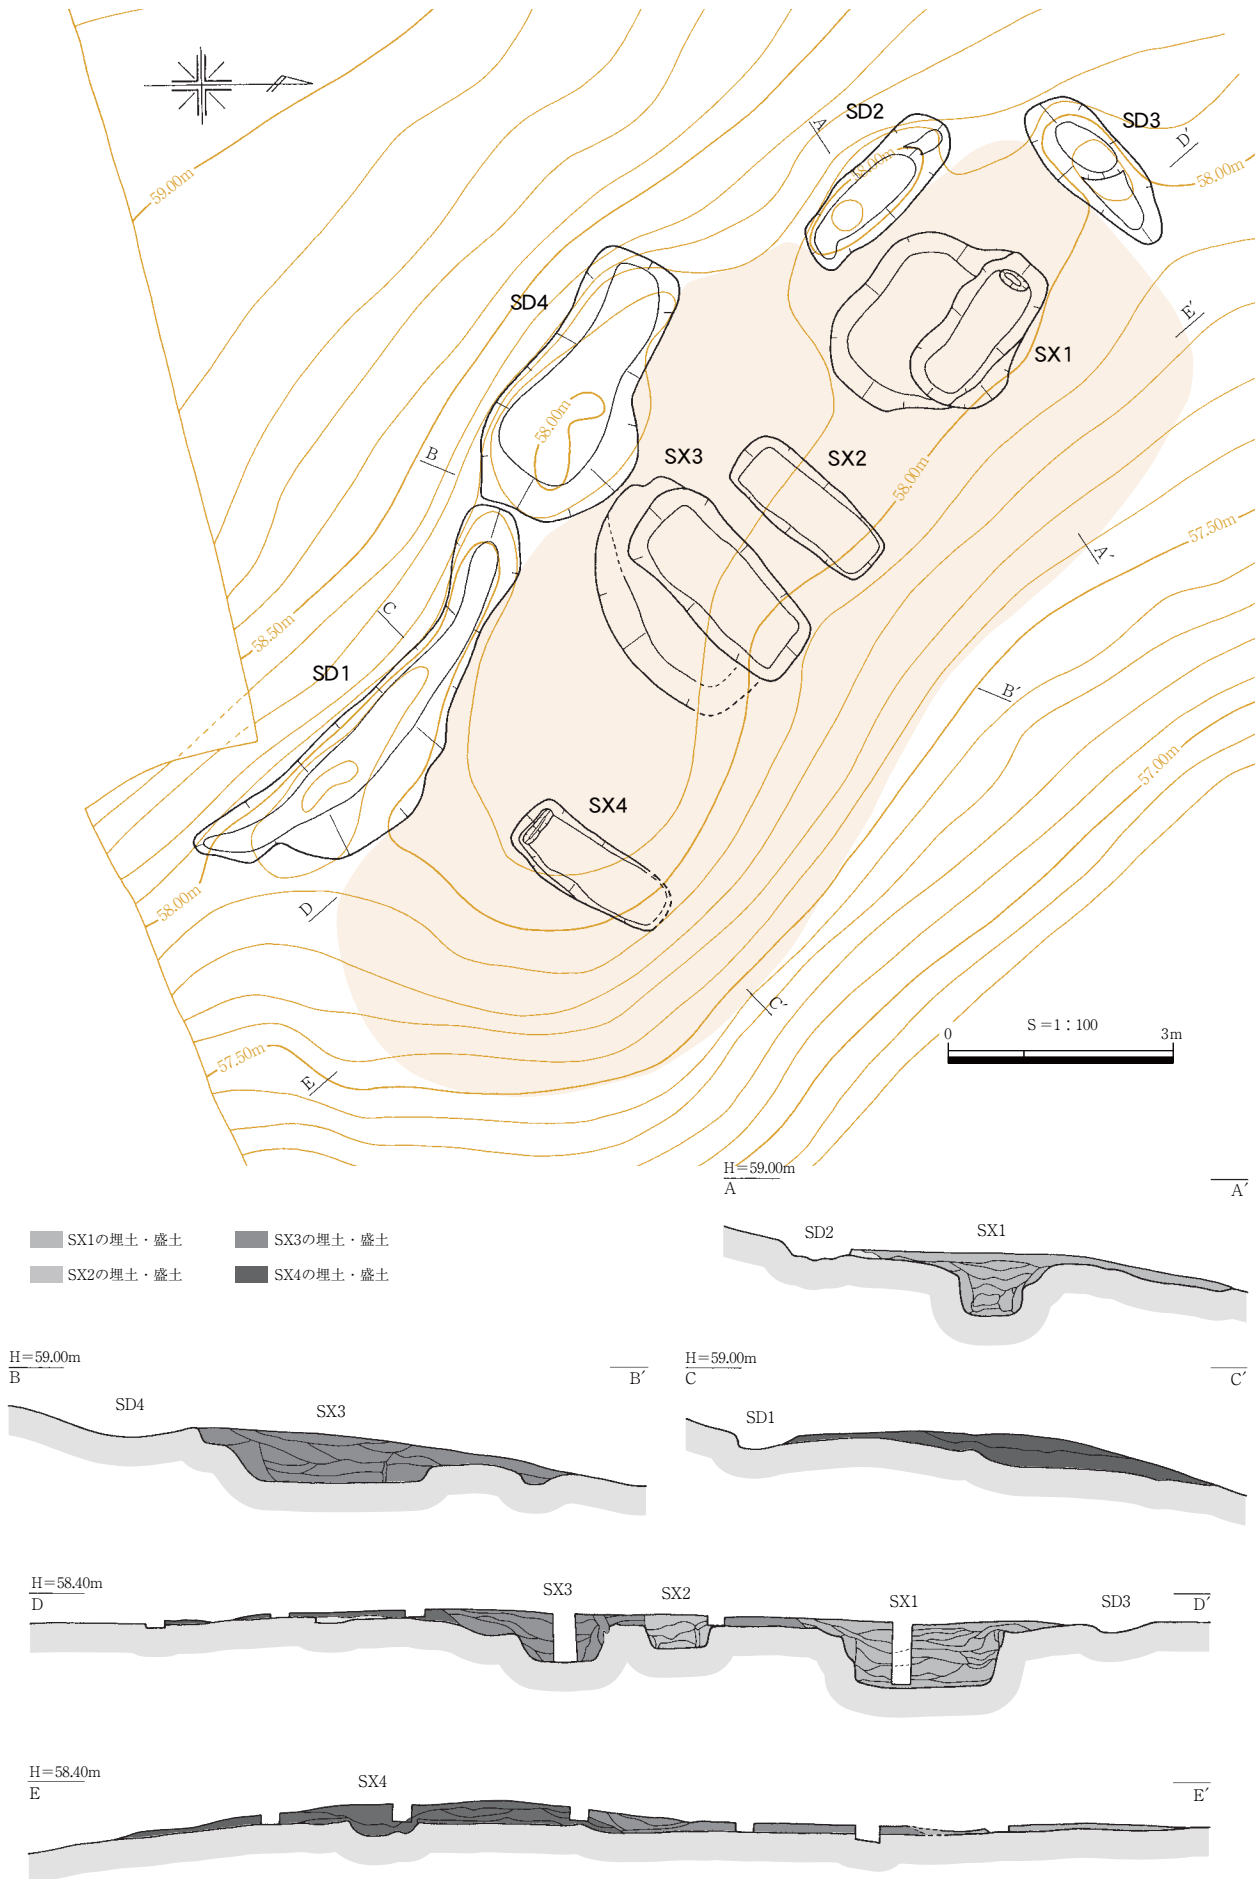 SD2
SD3
A
D′
59.00m
58.00m
58.00m
SD4
E′
SX1
58.00m
B
SX3
SX2
58.00m
57.50m
A′
C
58.50m
SD1
B′
57.00m
SX4
58.00m
D
C′
0 S=1：100 3m
57.50m
E
H=59.00m
A A′
SX1の埋土・盛土 SX3の埋土・盛土
SX2の埋土・盛土 SX4の埋土・盛土
SD2 SX1
H=59.00m
B B′
SD4 SX3
H=59.00m
C C′
SD1
H=58.40m
D D′
SX3 SX2 SX1 SD3
H=58.40m
E E′
SX4